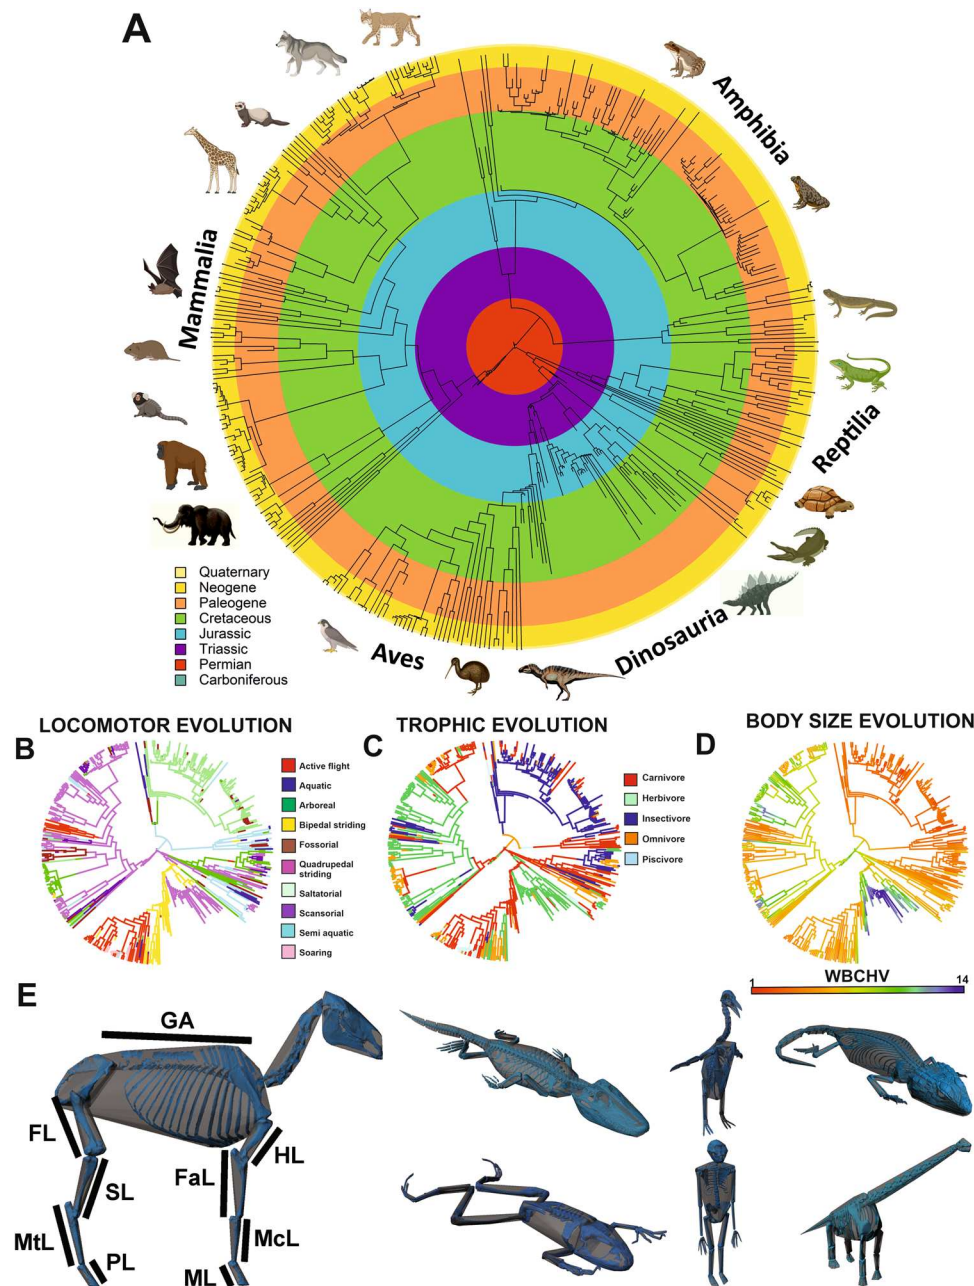 A
Amphibia
Mammalia
Reptilia
Dinosauria
Aves
Quaternary
Neogene
Paleogene
Cretaceous
Jurassic
Triassic
Permian
Carboniferous
LOCOMOTOR EVOLUTION
B
Active flight
Aquatic
Arboreal
Bipedal striding
Fossorial
Quadrupedal
striding
Saltatorial
Scansorial
Semi aquatic
Soaring
TROPHIC EVOLUTION
C
Carnivore
Herbivore
Insectivore
Omnivore
Piscivore
BODY SIZE EVOLUTION
D
WBCHV
1 14
E
GA
FL
HL
SL
FaL
MtL
McL
PL
ML